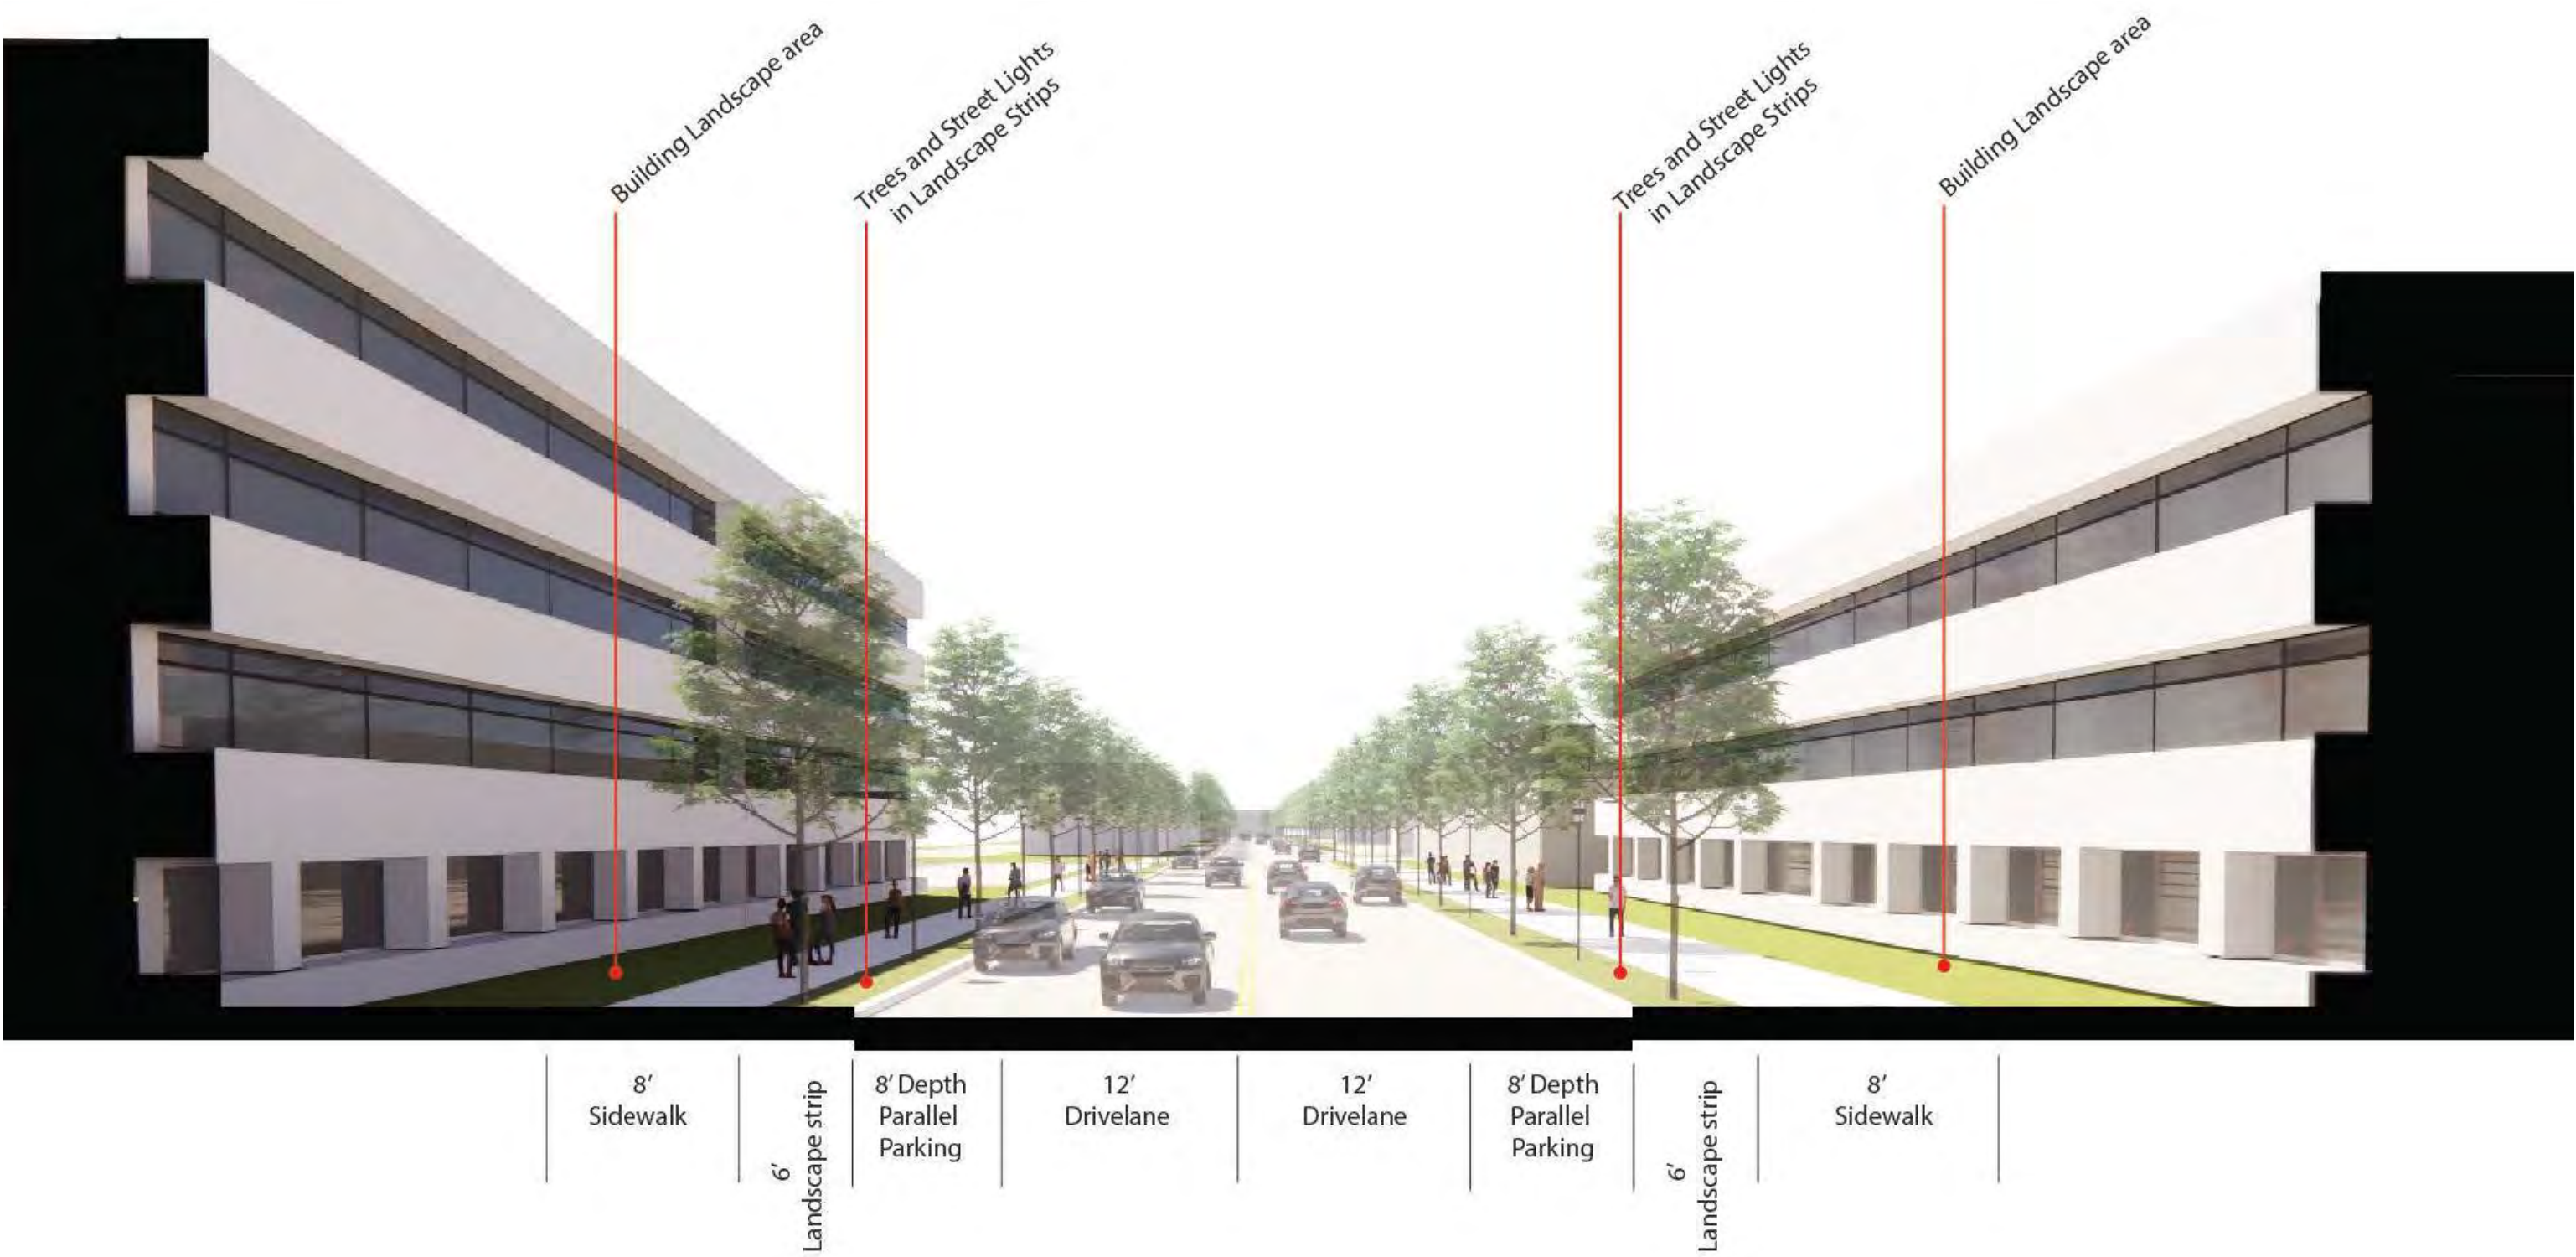 Building Landscape area
Trees and Street Lights
in Landscape Strips
Trees and Street Lights
in Landscape Strips
Building Landscape area
8’
Sidewalk
6’
Landscape strip
8’ Depth
Parallel
Parking
12’
Drivelane
12’
Drivelane
8’ Depth
Parallel
Parking
6’
Landscape strip
8’
Sidewalk